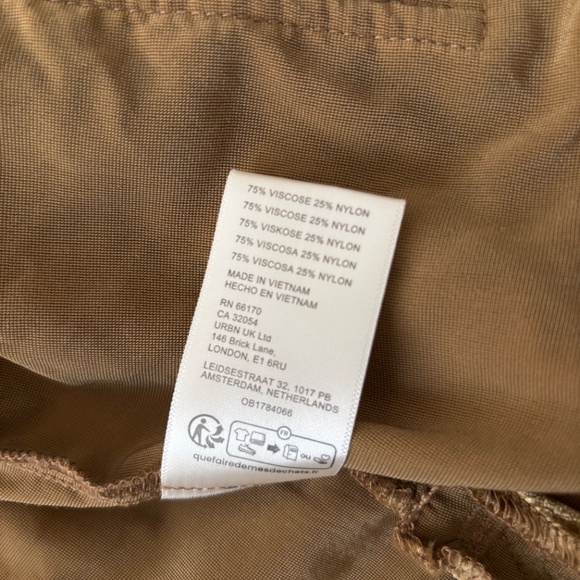 75% VISCOSE 25% NYLON
75% VISCOSE 25% NYLON
75% VISKOSE 25% NYLON
75% VISCOSA 25% NYLON
75% VISCOSA 25% NYLON
MADE IN VIETNAM
HECHO EN VIETNAM
RN 66170
CA 32054
URBN UK Ltd
146 Brick Lane,
LONDON, E1 6RU
LEIDSESTRAAT 32, 1017 PB
AMSTERDAM, NETHERLANDS
OB1784066
FR
OU
quefairedemesdechets.fr